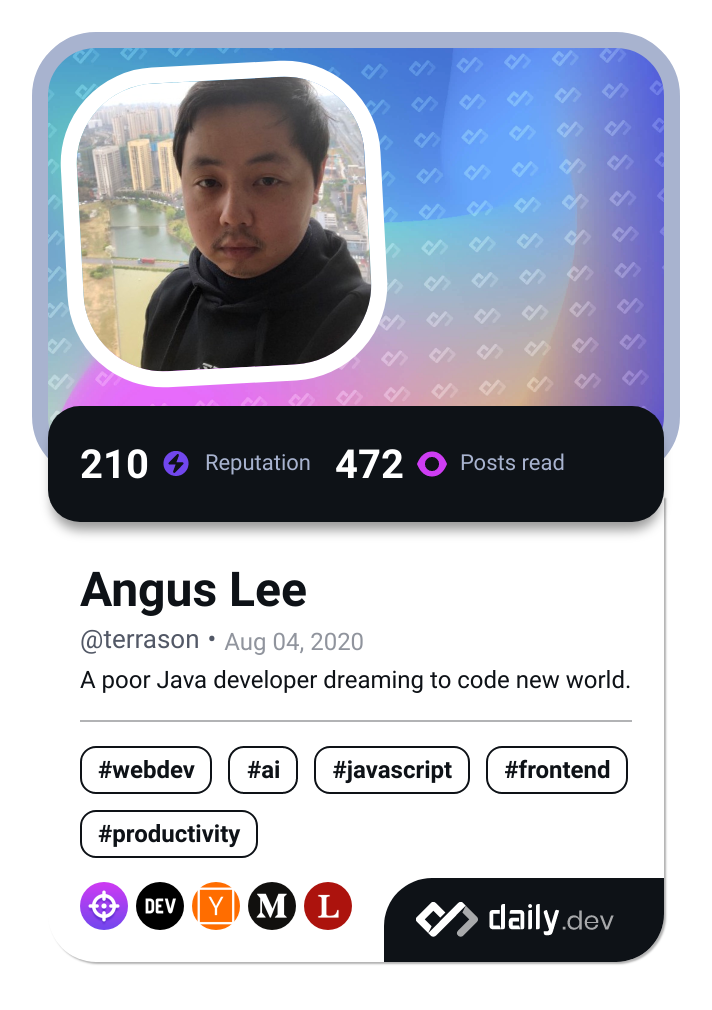 210 Reputation 472 Posts read
Angus Lee
@terrason • Aug 04, 2020
A poor Java developer dreaming to code new world.
#webdev #ai #javascript #frontend
#productivity
DEV Y M L
daily.dev